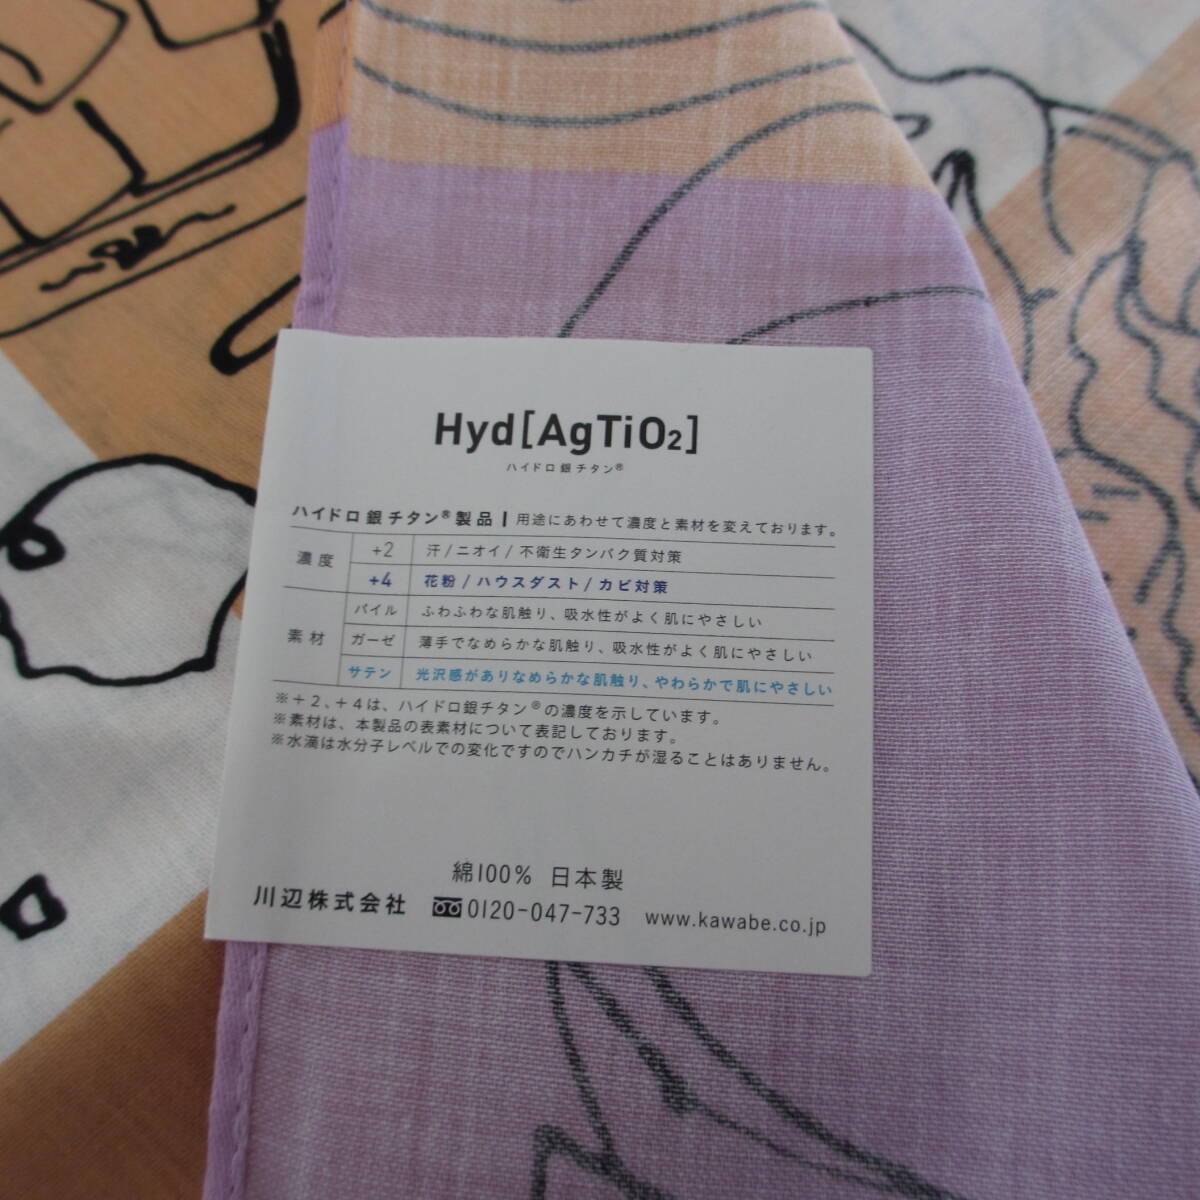 Hyd[AgTiO2]
ハイドロ銀チタン®
ハイドロ銀チタン®製品 | 用途にあわせて濃度と素材を変えております。
濃度 +2 汗/ニオイ/不衛生タンパク質対策
+4 花粉/ハウスダスト/カビ対策
素材 パイル ふわふわな肌触り、吸水性がよく肌にやさしい
ガーゼ 薄手でなめらかな肌触り、吸水性がよく肌にやさしい
サテン 光沢感がありなめらかな肌触り、やわらかで肌にやさしい
※+2、+4は、ハイドロ銀チタン®の濃度を示しています。
※素材は、本製品の表素材について表記しております。
※水滴は水分子レベルでの変化ですのでハンカチが湿ることはありません。
綿100% 日本製
川辺株式会社 0120-047-733 www.kawabe.co.jp